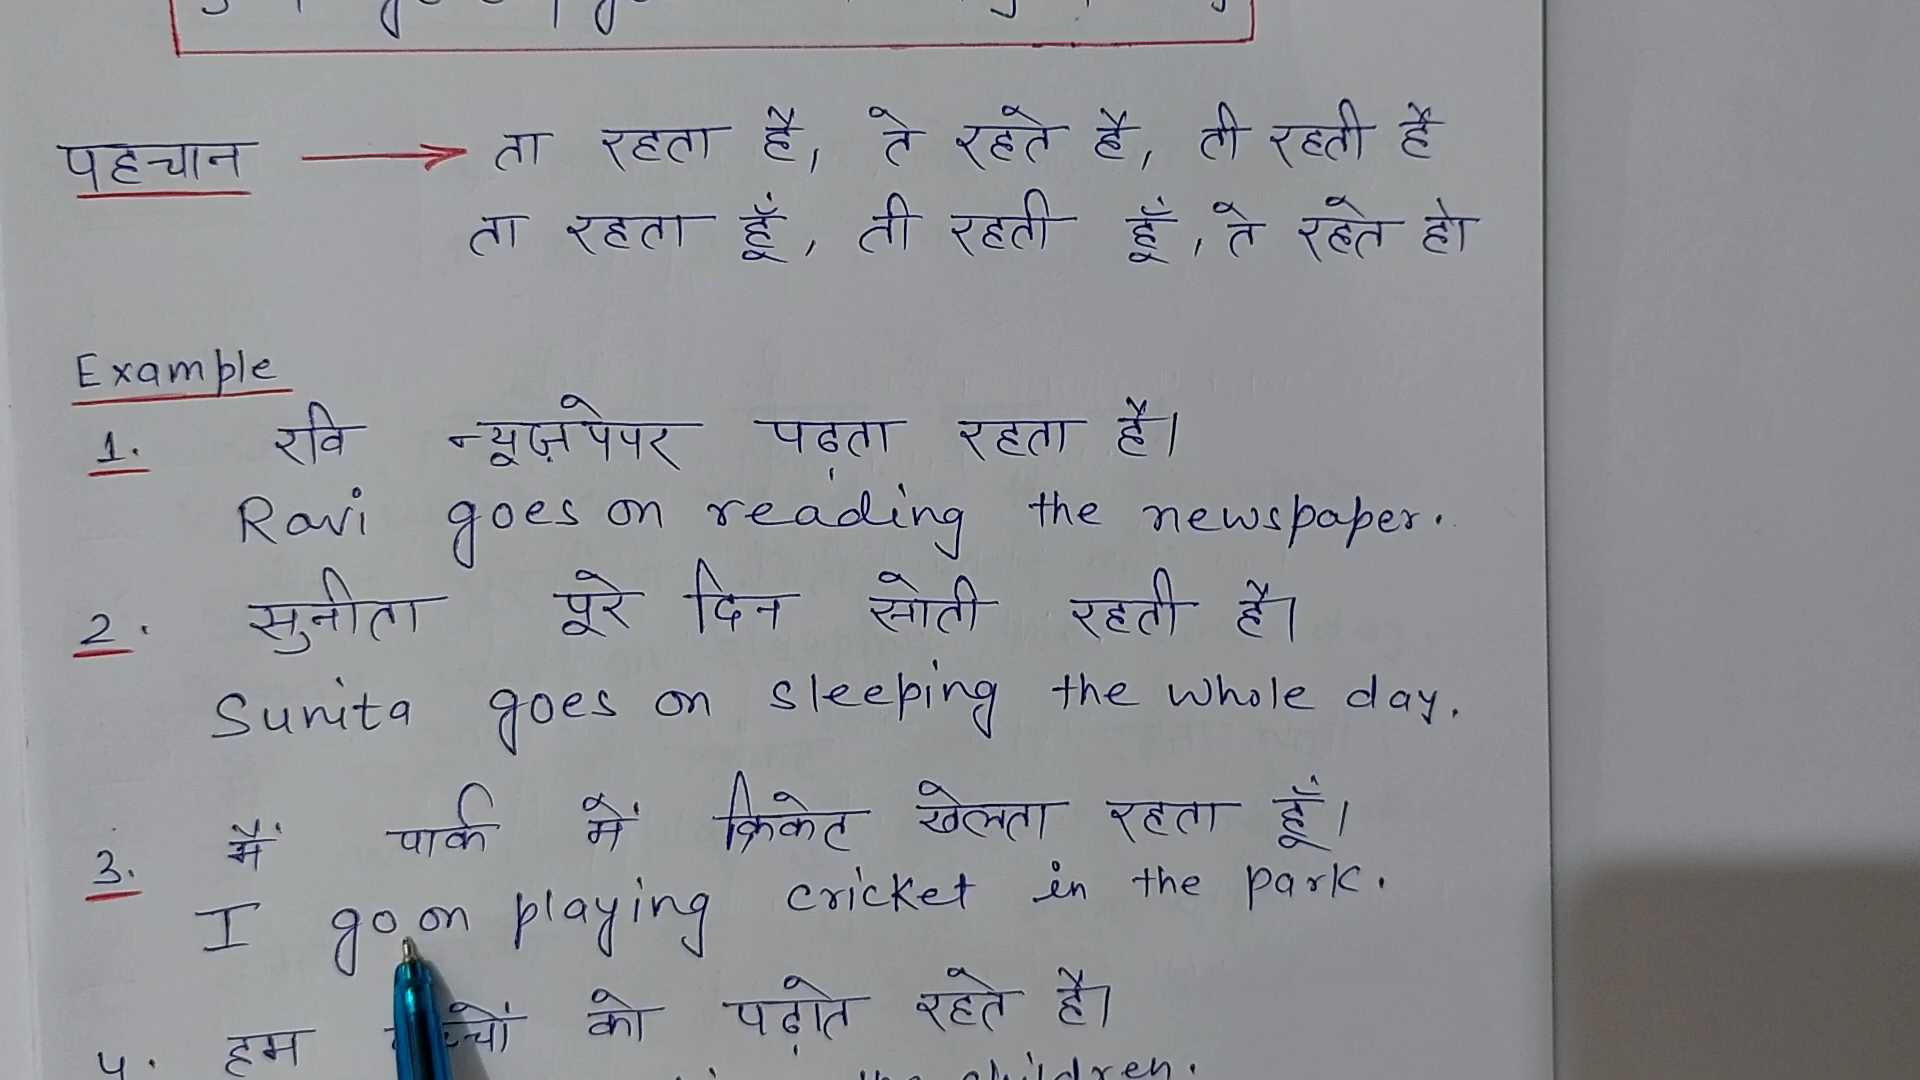 पहचान → ता रहता है, ते रहते है, ती रहती है
ता रहता हूँ, ती रहती हूँ, ते रहते हो
Example
1. रवि न्यूज़पेपर पढ़ता रहता है।
Ravi goes on reading the newspaper.
2. सुनीता पूरे दिन सोती रहती है।
Sunita goes on sleeping the whole day.
3. मैं पार्क में क्रिकेट खेलता रहता हूँ।
I go on playing cricket in the park.
4. हम को पढ़ाते रहते है।
the children.